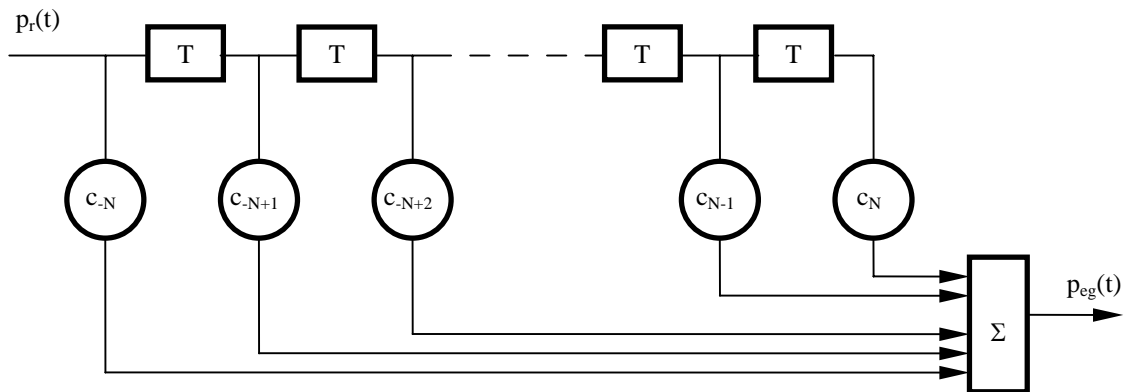 p_r(t)
T
T
T
T
c_-N
c_-N+1
c_-N+2
c_N-1
c_N
p_eg(t)
Σ